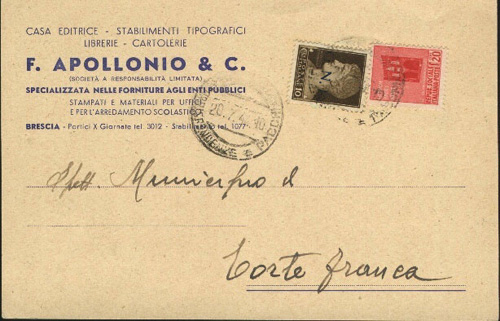 CASA EDITRICE - STABILIMENTI TIPOGRAFICI
LIBRERIE - CARTOLERIE
F. APOLLONIO & C.
(SOCIETÀ A RESPONSABILITÀ LIMITATA)
SPECIALIZZATA NELLE FORNITURE AGLI ENTI PUBBLICI
STAMPATI E MATERIALI PER UFFICI
E PER L'ARREDAMENTO SCOLASTICO
BRESCIA - Portici X Giornate tel. 3012 - Stabilimento tel. 1077
Spett. Municipio di
Corte franca